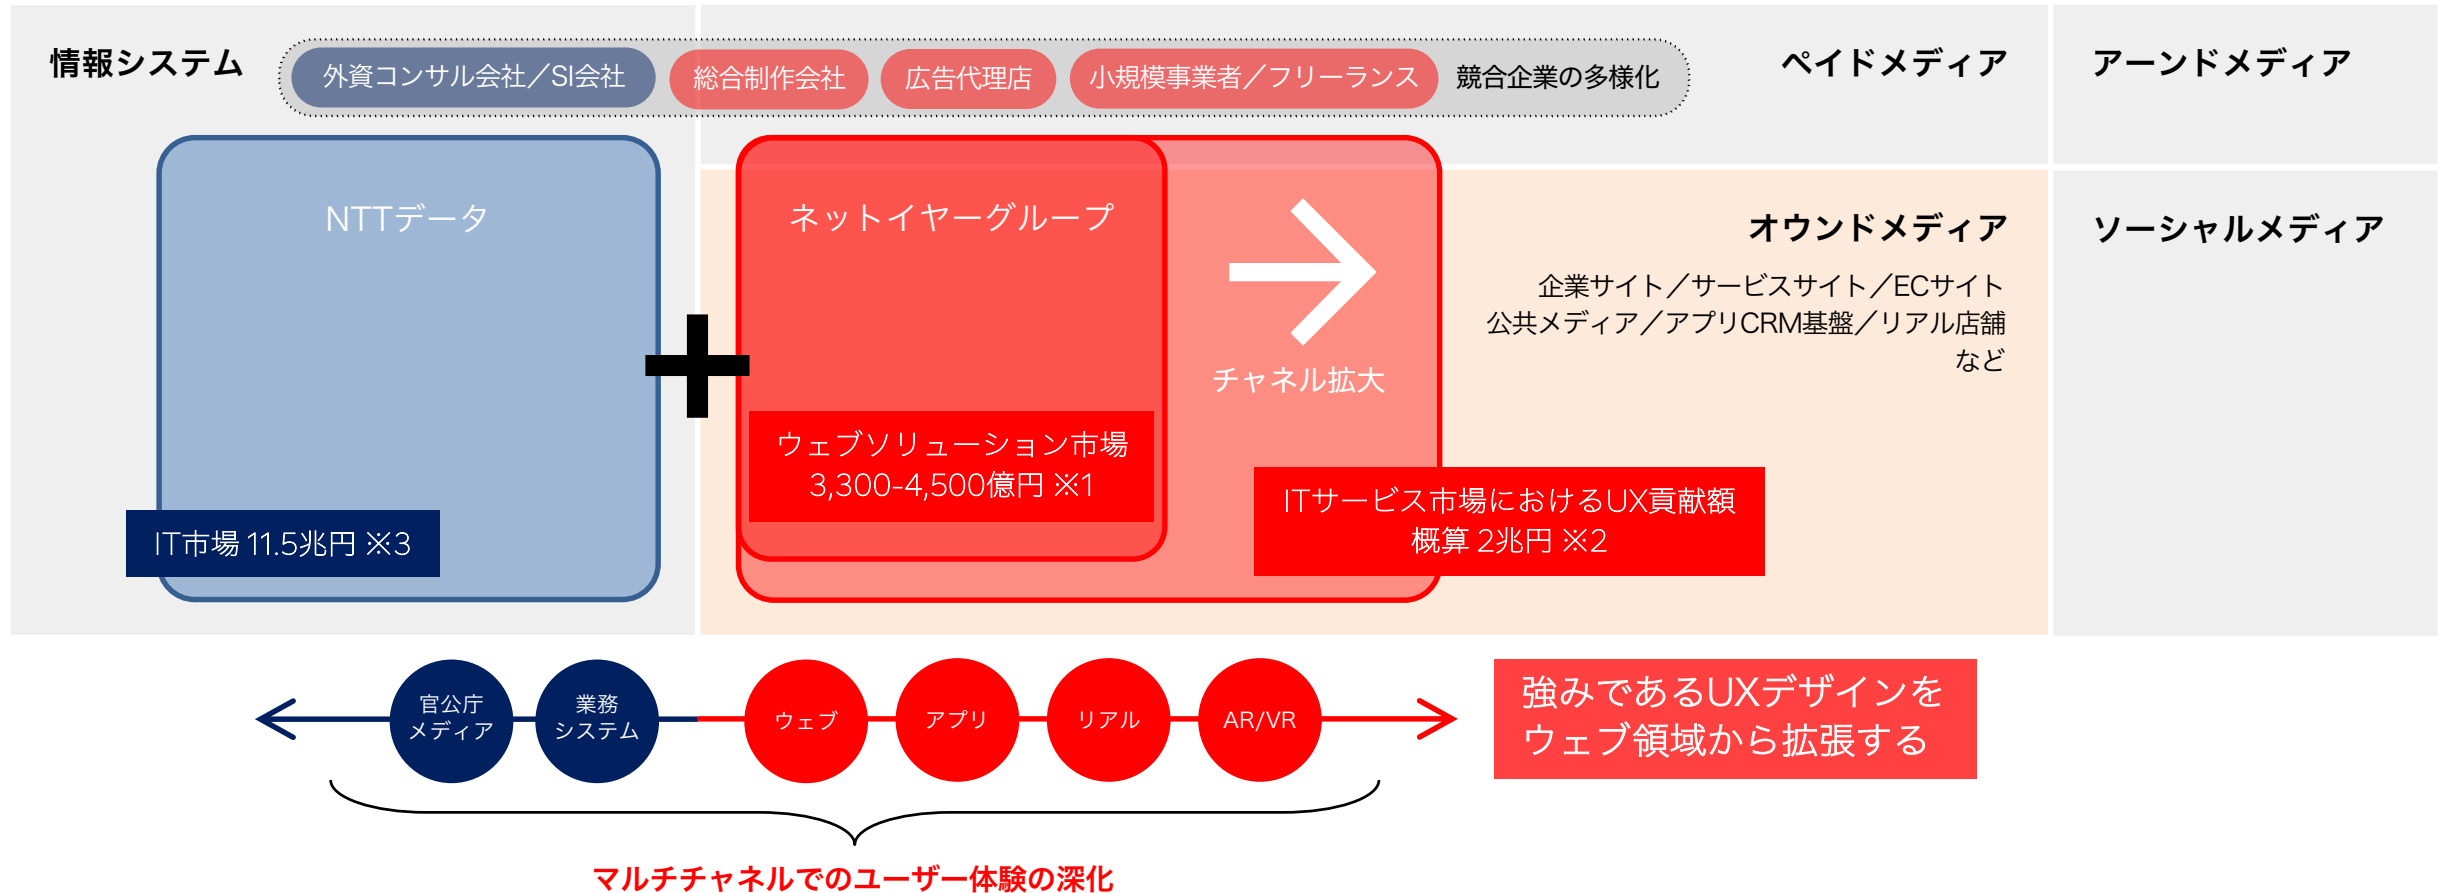 情報システム
外資コンサル会社／SI会社
総合制作会社
広告代理店
小規模事業者／フリーランス
競合企業の多様化
ペイドメディア
アーンドメディア
NTTデータ
ネットイヤーグループ
オウンドメディア
ソーシャルメディア
企業サイト／サービスサイト／ECサイト
公共メディア／アプリCRM基盤／リアル店舗
など
チャネル拡大
ウェブソリューション市場
3,300-4,500億円 ※1
ITサービス市場におけるUX貢献額
概算 2兆円 ※2
IT市場 11.5兆円 ※3
官公庁
メディア
業務
システム
ウェブ
アプリ
リアル
AR/VR
強みであるUXデザインを
ウェブ領域から拡張する
マルチチャネルでのユーザー体験の深化